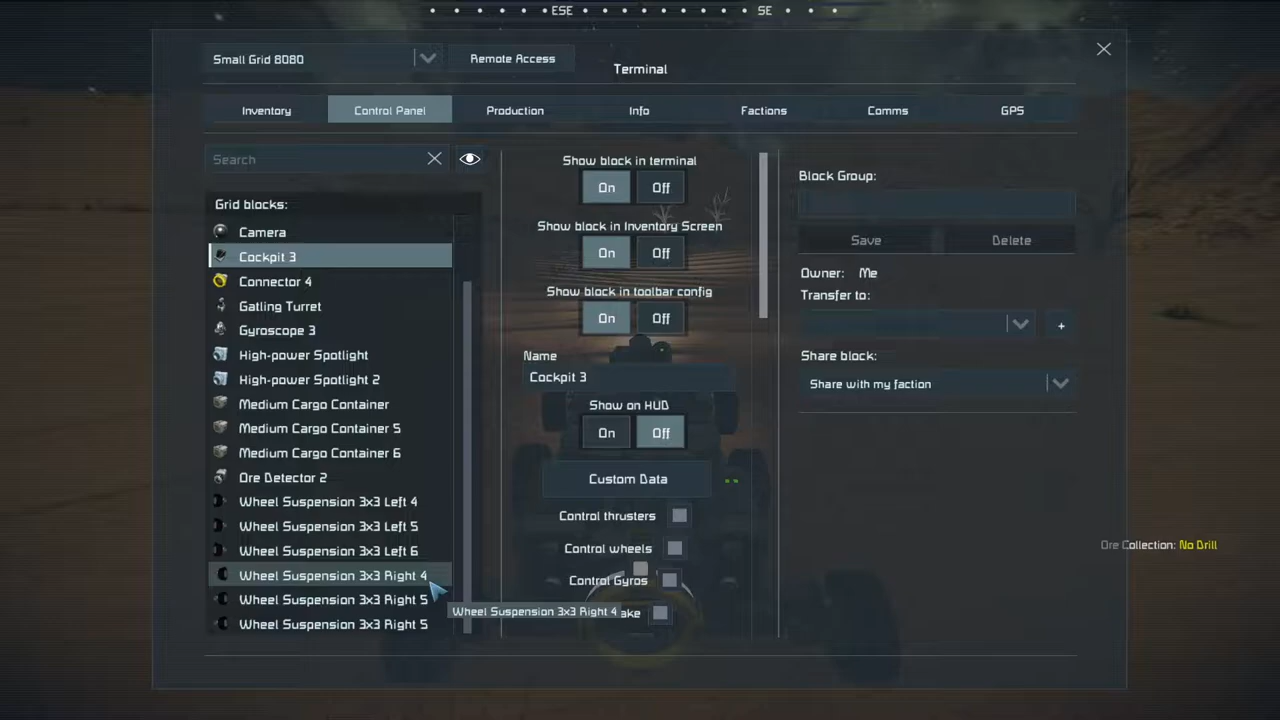 ESE
SE
Small Grid 8080
Remote Access
Terminal
Inventory
Control Panel
Production
Info
Factions
Comms
GPS
Search
Grid blocks:
Camera
Cockpit 3
Connector 4
Gatling Turret
Gyroscope 3
High-power Spotlight
High-power Spotlight 2
Medium Cargo Container
Medium Cargo Container 5
Medium Cargo Container 6
Ore Detector 2
Wheel Suspension 3x3 Left 4
Wheel Suspension 3x3 Left 5
Wheel Suspension 3x3 Left 6
Wheel Suspension 3x3 Right 4
Wheel Suspension 3x3 Right 5
Wheel Suspension 3x3 Right 5
Wheel Suspension 3x3 Right 4
Show block in terminal
On Off
Show block in Inventory Screen
On Off
Show block in toolbar config
On Off
Name
Cockpit 3
Show on HUD
On Off
Custom Data
Control thrusters
Control wheels
Control Gyros
ake
Block Group:
Save Delete
Owner: Me
Transfer to:
+
Share block:
Share with my faction
Ore Collection: No Drill